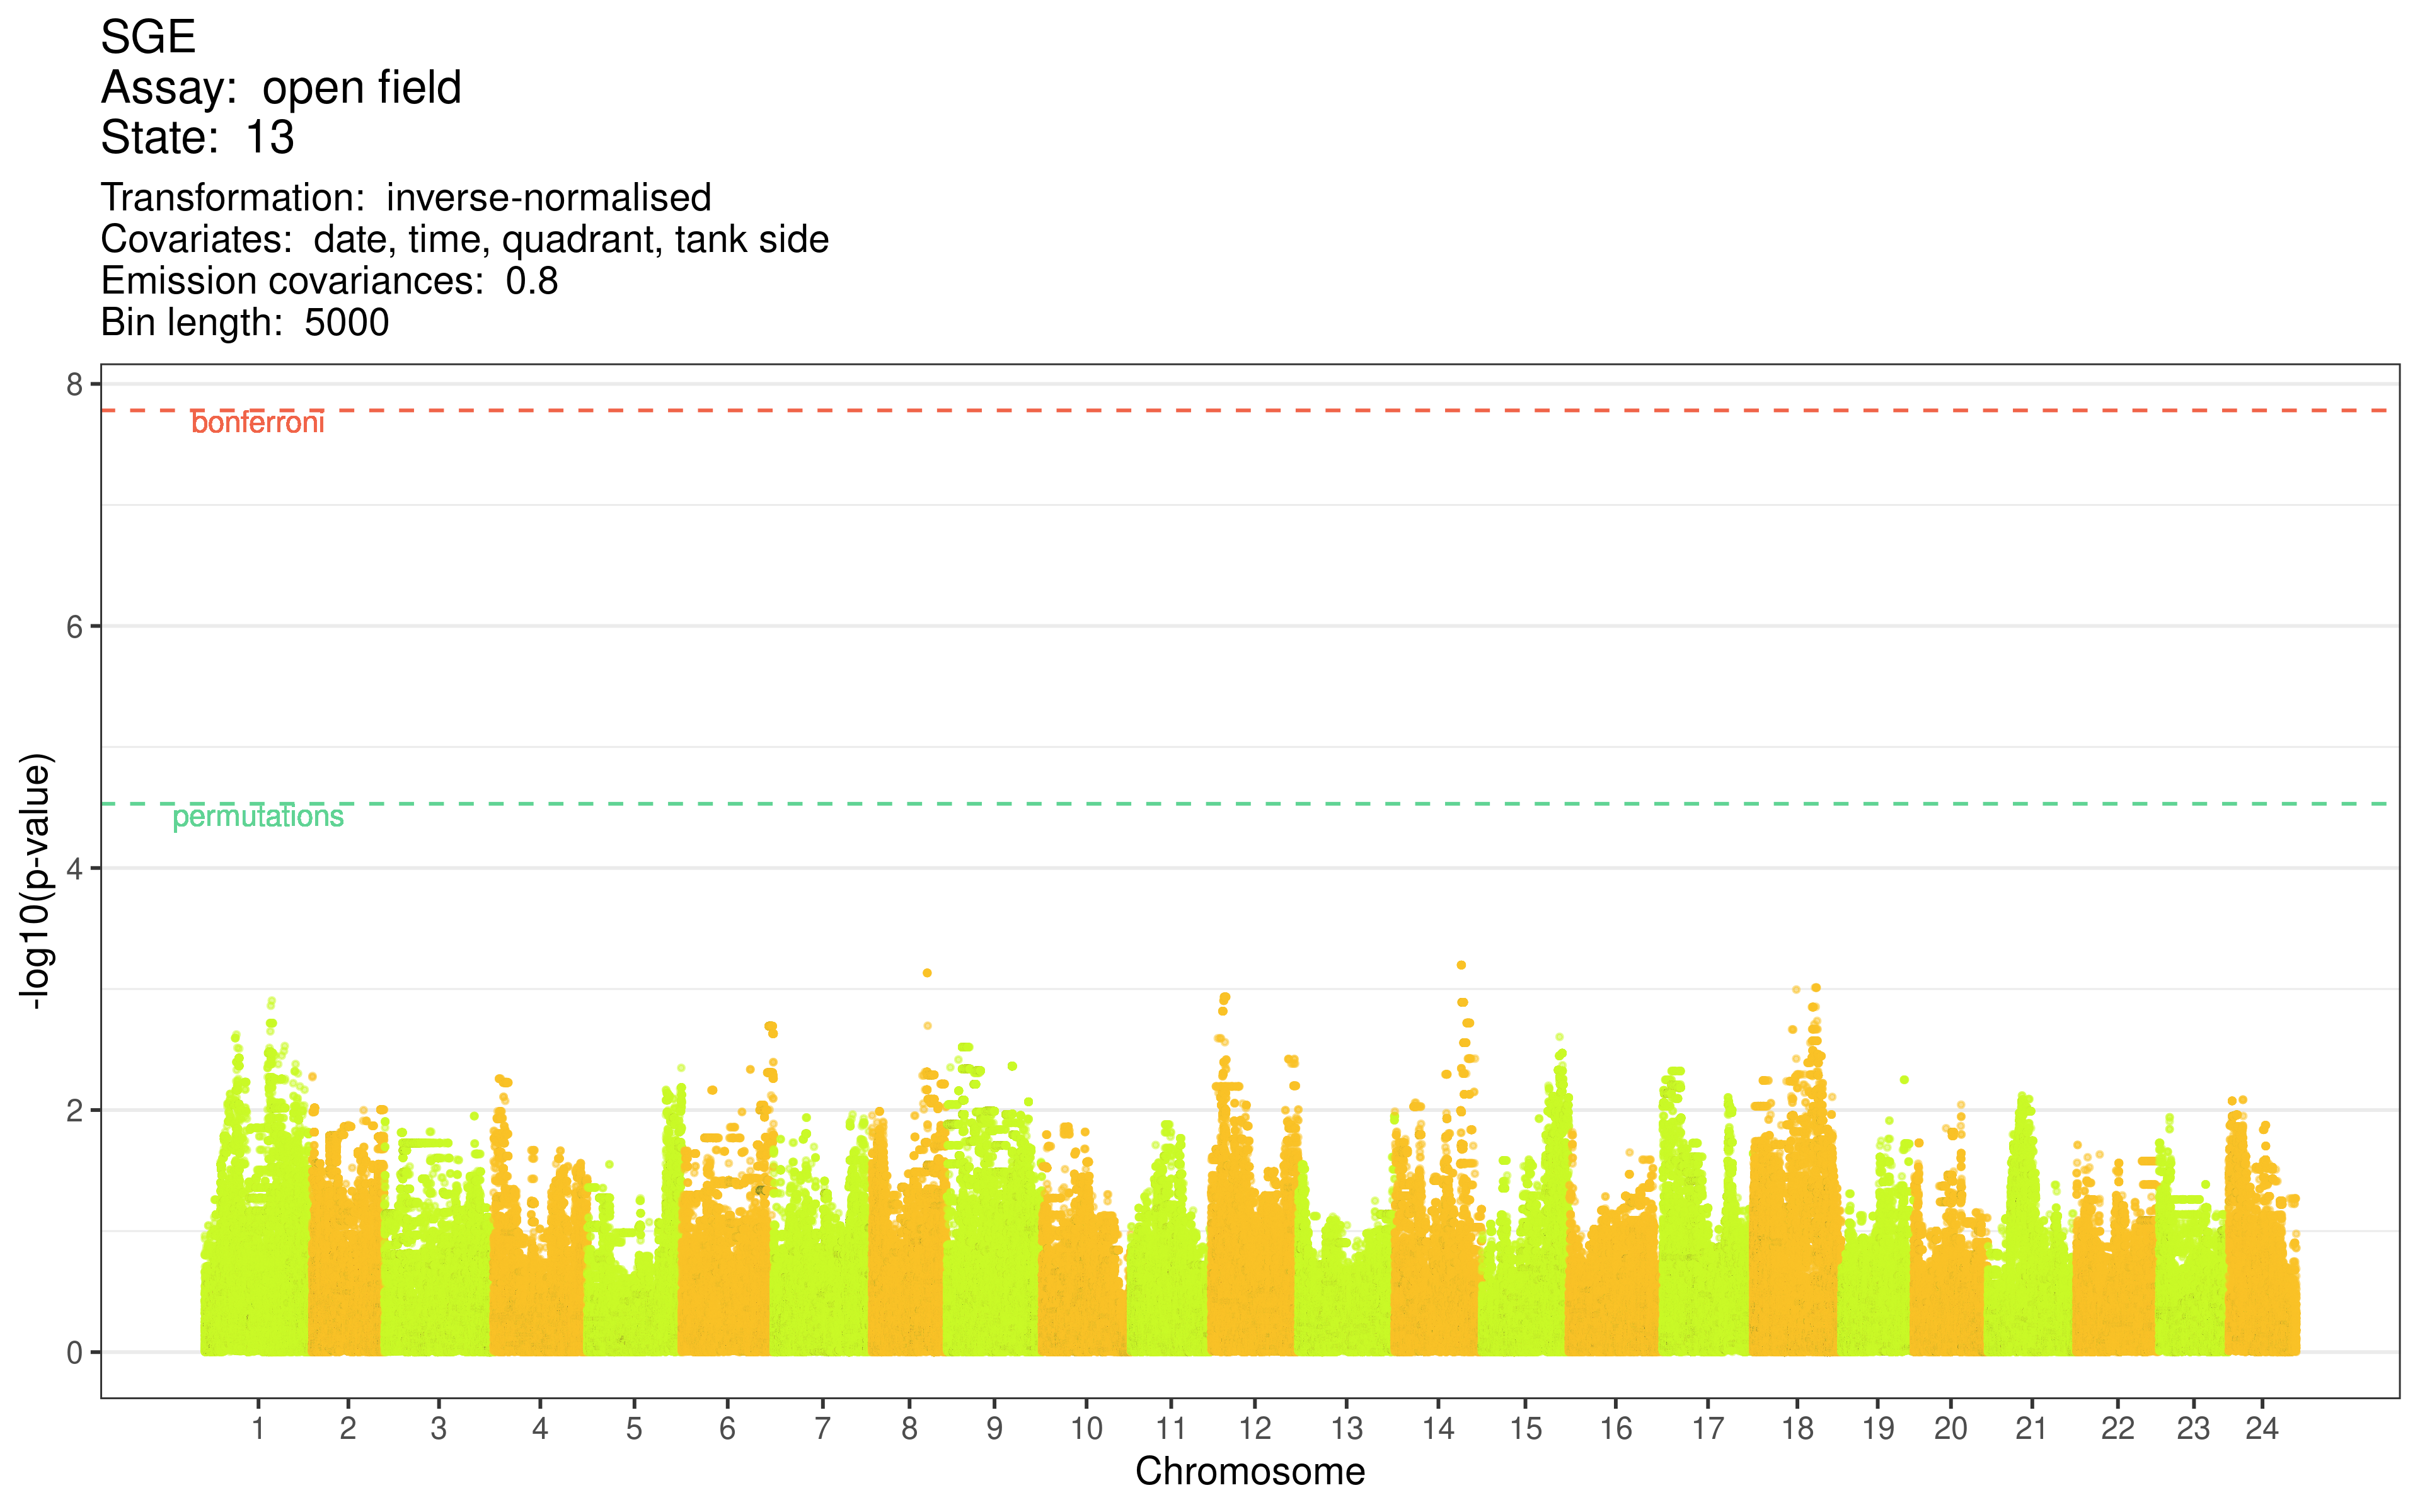 SGE
Assay:  open field
State:  13
Transformation:  inverse-normalised
Covariates:  date, time, quadrant, tank side
Emission covariances:  0.8
Bin length:  5000
8
bonferroni
6
permutations
4
2
0
-log10(p-value)
1 2 3 4 5 6 7 8 9 10 11 12 13 14 15 16 17 18 19 20 21 22 23 24
Chromosome